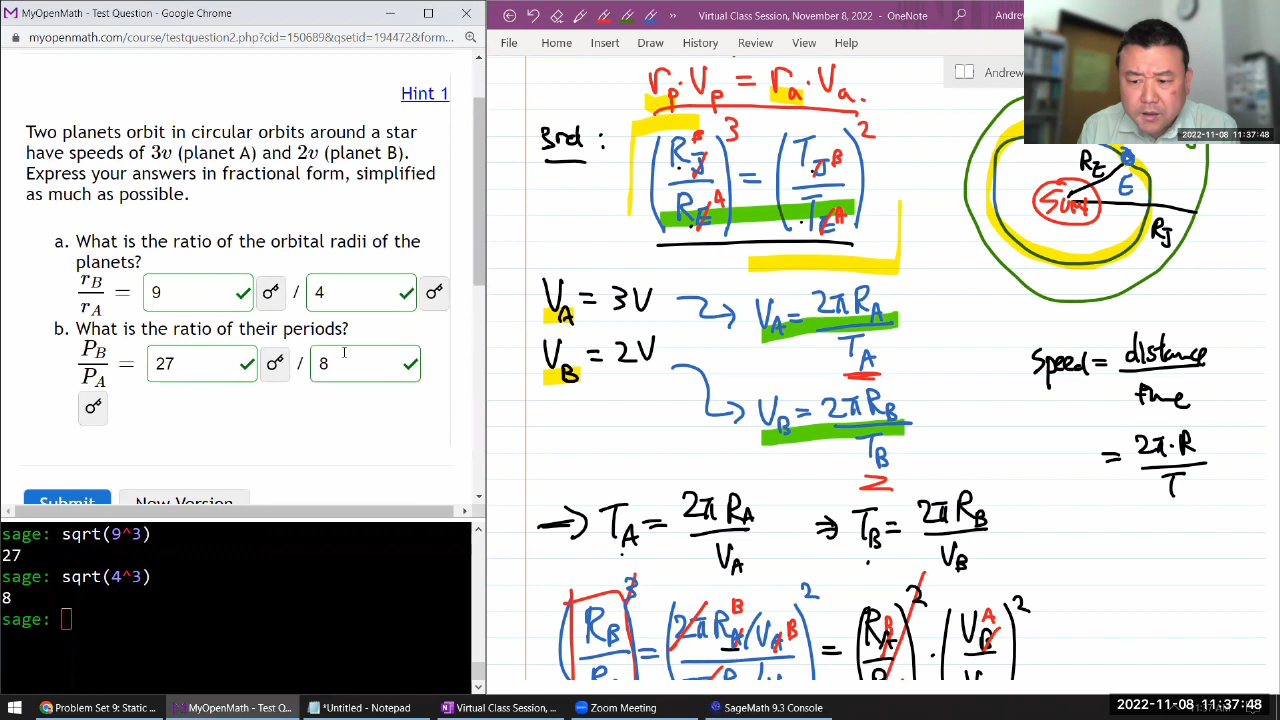 MyOpenMath - Test Question - Google Chrome
myopenmath.com/course/testquestion2.php?cid=150689&qsetid=194472&form...
Hint 1
Two planets orbit in circular orbits around a star
have speeds of 3v (planet A) and 2v (planet B).
Express your answers in fractional form, simplified
as much as possible.
a. What is the ratio of the orbital radii of the
planets?
rB / rA = 9 / 4
b. What is the ratio of their periods?
PB / PA = 27 / 8
Submit
New Version
sage: sqrt(9^3)
27
sage: sqrt(4^3)
8
sage:
Virtual Class Session, November 8, 2022 - OneNote
Andrew
File Home Insert Draw History Review View Help
Andrew
2022-11-08 11:37:48
rp · Vp = ra · Va.
3rd :
VA = 3V
VA = 2πRA / TA
VB = 2V
VB = 2πRB / TB
→ TA = 2πRA / VA
⇒ TB = 2πRB / VB
Sun
RE
E
RJ
Speed = distance / time
= 2π·R / T
Problem Set 9: Static ...
MyOpenMath - Test Q...
*Untitled - Notepad
Virtual Class Session, ...
Zoom Meeting
SageMath 9.3 Console
2022-11-08 11:37:48